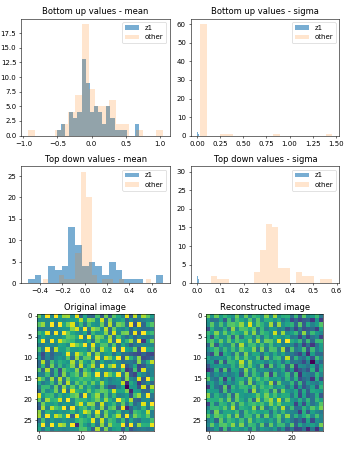 Bottom up values - mean
Bottom up values - sigma
17.5
15.0
12.5
10.0
7.5
5.0
2.5
0.0
−1.0 −0.5 0.0 0.5 1.0
z1
other
60
50
40
30
20
10
0
0.00 0.25 0.50 0.75 1.00 1.25 1.50
z1
other
Top down values - mean
Top down values - sigma
25
20
15
10
5
0
−0.4 −0.2 0.0 0.2 0.4 0.6
z1
other
30
25
20
15
10
5
0
0.0 0.1 0.2 0.3 0.4 0.5 0.6
z1
other
Original image
Reconstructed image
0
5
10
15
20
25
0 10 20
0
5
10
15
20
25
0 10 20